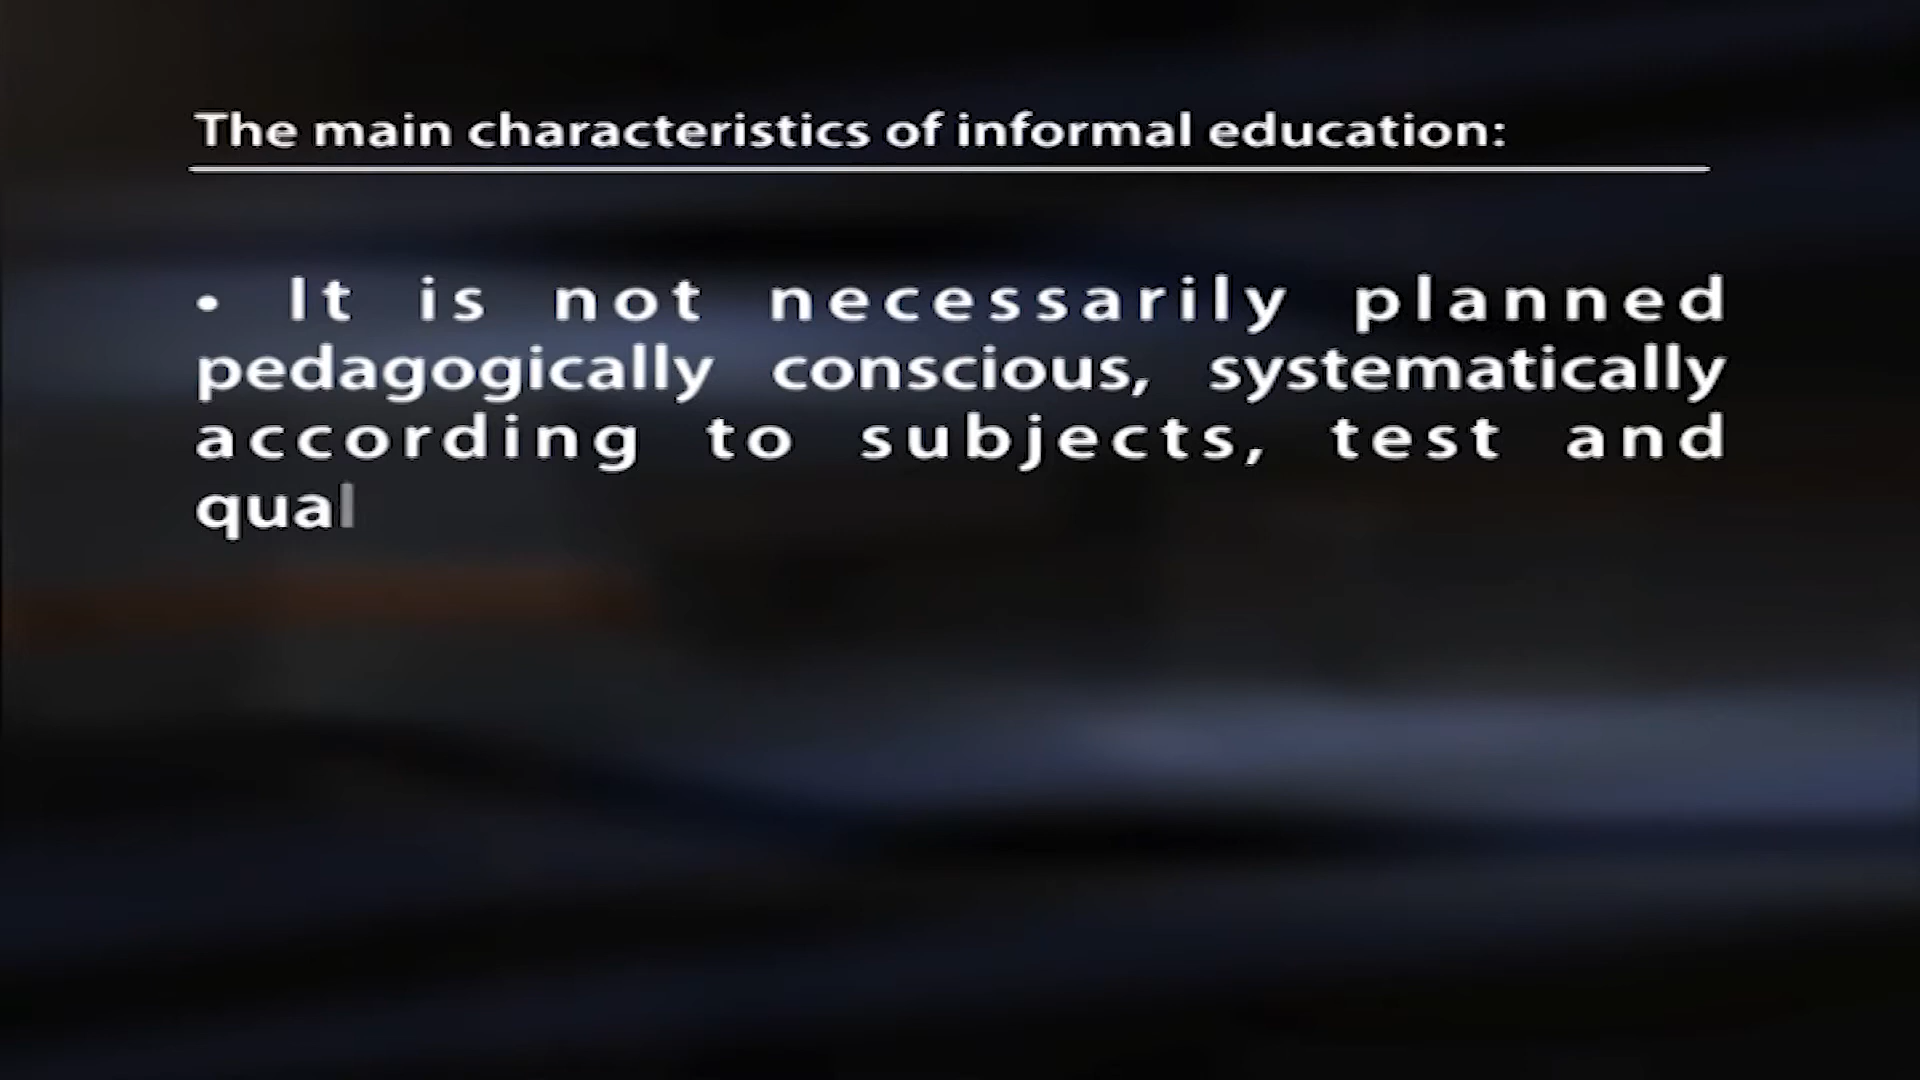 The main characteristics of informal education:
• It is not necessarily planned
pedagogically conscious, systematically
according to subjects, test and
qual